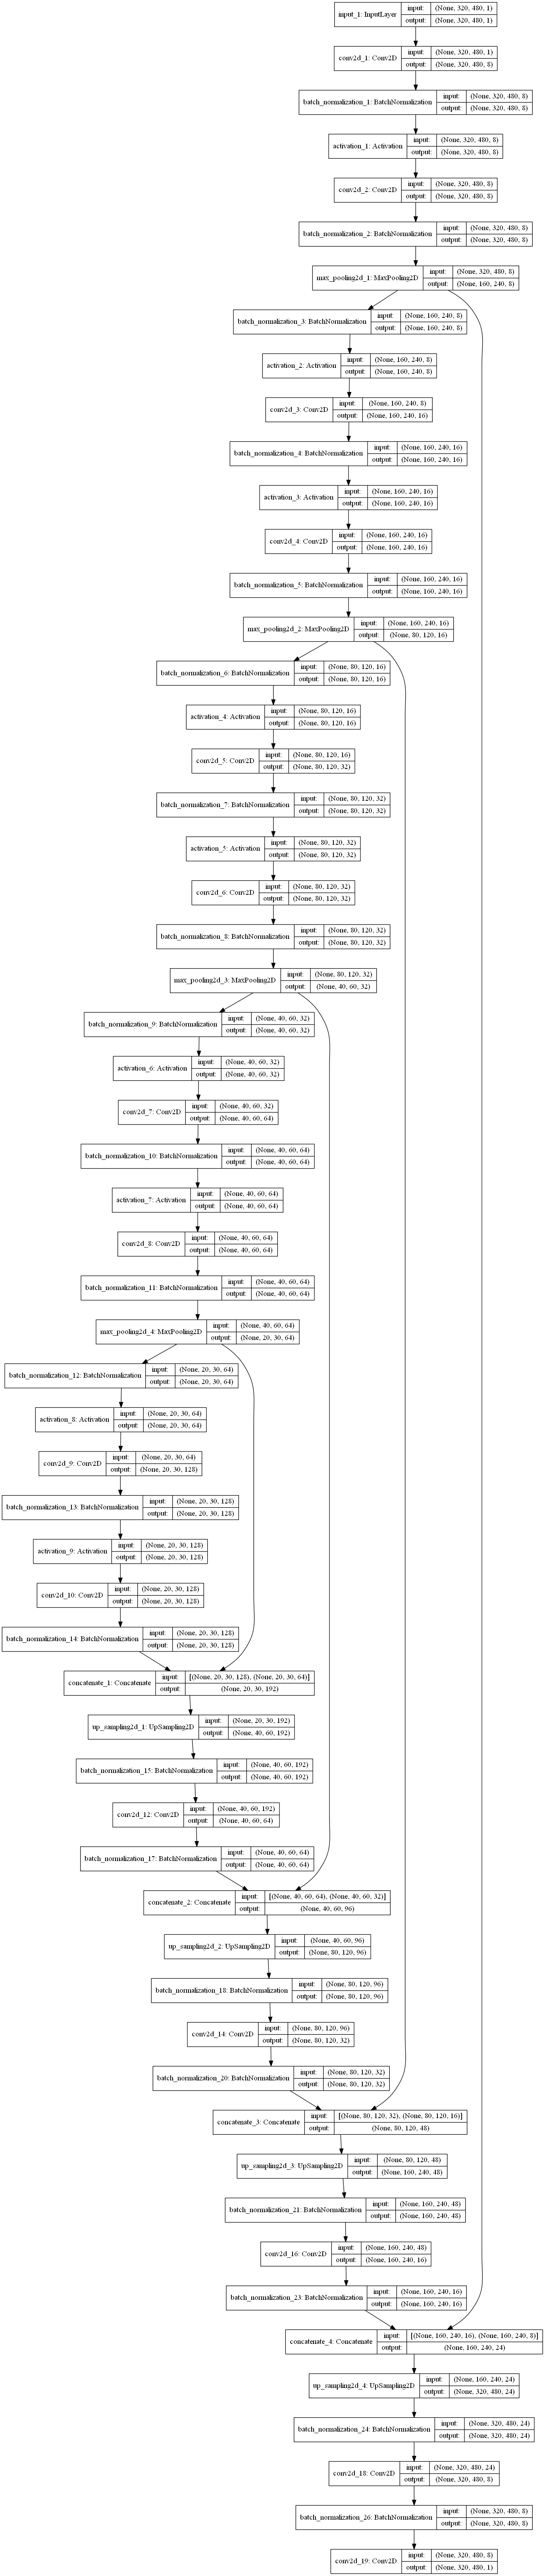 input_1: InputLayer input: (None, 320, 480, 1)
output: (None, 320, 480, 1)
conv2d_1: Conv2D input: (None, 320, 480, 1)
output: (None, 320, 480, 8)
batch_normalization_1: BatchNormalization input: (None, 320, 480, 8)
output: (None, 320, 480, 8)
activation_1: Activation input: (None, 320, 480, 8)
output: (None, 320, 480, 8)
conv2d_2: Conv2D input: (None, 320, 480, 8)
output: (None, 320, 480, 8)
batch_normalization_2: BatchNormalization input: (None, 320, 480, 8)
output: (None, 320, 480, 8)
max_pooling2d_1: MaxPooling2D input: (None, 320, 480, 8)
output: (None, 160, 240, 8)
batch_normalization_3: BatchNormalization input: (None, 160, 240, 8)
output: (None, 160, 240, 8)
activation_2: Activation input: (None, 160, 240, 8)
output: (None, 160, 240, 8)
conv2d_3: Conv2D input: (None, 160, 240, 8)
output: (None, 160, 240, 16)
batch_normalization_4: BatchNormalization input: (None, 160, 240, 16)
output: (None, 160, 240, 16)
activation_3: Activation input: (None, 160, 240, 16)
output: (None, 160, 240, 16)
conv2d_4: Conv2D input: (None, 160, 240, 16)
output: (None, 160, 240, 16)
batch_normalization_5: BatchNormalization input: (None, 160, 240, 16)
output: (None, 160, 240, 16)
max_pooling2d_2: MaxPooling2D input: (None, 160, 240, 16)
output: (None, 80, 120, 16)
batch_normalization_6: BatchNormalization input: (None, 80, 120, 16)
output: (None, 80, 120, 16)
activation_4: Activation input: (None, 80, 120, 16)
output: (None, 80, 120, 16)
conv2d_5: Conv2D input: (None, 80, 120, 16)
output: (None, 80, 120, 32)
batch_normalization_7: BatchNormalization input: (None, 80, 120, 32)
output: (None, 80, 120, 32)
activation_5: Activation input: (None, 80, 120, 32)
output: (None, 80, 120, 32)
conv2d_6: Conv2D input: (None, 80, 120, 32)
output: (None, 80, 120, 32)
batch_normalization_8: BatchNormalization input: (None, 80, 120, 32)
output: (None, 80, 120, 32)
max_pooling2d_3: MaxPooling2D input: (None, 80, 120, 32)
output: (None, 40, 60, 32)
batch_normalization_9: BatchNormalization input: (None, 40, 60, 32)
output: (None, 40, 60, 32)
activation_6: Activation input: (None, 40, 60, 32)
output: (None, 40, 60, 32)
conv2d_7: Conv2D input: (None, 40, 60, 32)
output: (None, 40, 60, 64)
batch_normalization_10: BatchNormalization input: (None, 40, 60, 64)
output: (None, 40, 60, 64)
activation_7: Activation input: (None, 40, 60, 64)
output: (None, 40, 60, 64)
conv2d_8: Conv2D input: (None, 40, 60, 64)
output: (None, 40, 60, 64)
batch_normalization_11: BatchNormalization input: (None, 40, 60, 64)
output: (None, 40, 60, 64)
max_pooling2d_4: MaxPooling2D input: (None, 40, 60, 64)
output: (None, 20, 30, 64)
batch_normalization_12: BatchNormalization input: (None, 20, 30, 64)
output: (None, 20, 30, 64)
activation_8: Activation input: (None, 20, 30, 64)
output: (None, 20, 30, 64)
conv2d_9: Conv2D input: (None, 20, 30, 64)
output: (None, 20, 30, 128)
batch_normalization_13: BatchNormalization input: (None, 20, 30, 128)
output: (None, 20, 30, 128)
activation_9: Activation input: (None, 20, 30, 128)
output: (None, 20, 30, 128)
conv2d_10: Conv2D input: (None, 20, 30, 128)
output: (None, 20, 30, 128)
batch_normalization_14: BatchNormalization input: (None, 20, 30, 128)
output: (None, 20, 30, 128)
concatenate_1: Concatenate input: [(None, 20, 30, 128), (None, 20, 30, 64)]
output: (None, 20, 30, 192)
up_sampling2d_1: UpSampling2D input: (None, 20, 30, 192)
output: (None, 40, 60, 192)
batch_normalization_15: BatchNormalization input: (None, 40, 60, 192)
output: (None, 40, 60, 192)
conv2d_12: Conv2D input: (None, 40, 60, 192)
output: (None, 40, 60, 64)
batch_normalization_17: BatchNormalization input: (None, 40, 60, 64)
output: (None, 40, 60, 64)
concatenate_2: Concatenate input: [(None, 40, 60, 64), (None, 40, 60, 32)]
output: (None, 40, 60, 96)
up_sampling2d_2: UpSampling2D input: (None, 40, 60, 96)
output: (None, 80, 120, 96)
batch_normalization_18: BatchNormalization input: (None, 80, 120, 96)
output: (None, 80, 120, 96)
conv2d_14: Conv2D input: (None, 80, 120, 96)
output: (None, 80, 120, 32)
batch_normalization_20: BatchNormalization input: (None, 80, 120, 32)
output: (None, 80, 120, 32)
concatenate_3: Concatenate input: [(None, 80, 120, 32), (None, 80, 120, 16)]
output: (None, 80, 120, 48)
up_sampling2d_3: UpSampling2D input: (None, 80, 120, 48)
output: (None, 160, 240, 48)
batch_normalization_21: BatchNormalization input: (None, 160, 240, 48)
output: (None, 160, 240, 48)
conv2d_16: Conv2D input: (None, 160, 240, 48)
output: (None, 160, 240, 16)
batch_normalization_23: BatchNormalization input: (None, 160, 240, 16)
output: (None, 160, 240, 16)
concatenate_4: Concatenate input: [(None, 160, 240, 16), (None, 160, 240, 8)]
output: (None, 160, 240, 24)
up_sampling2d_4: UpSampling2D input: (None, 160, 240, 24)
output: (None, 320, 480, 24)
batch_normalization_24: BatchNormalization input: (None, 320, 480, 24)
output: (None, 320, 480, 24)
conv2d_18: Conv2D input: (None, 320, 480, 24)
output: (None, 320, 480, 8)
batch_normalization_26: BatchNormalization input: (None, 320, 480, 8)
output: (None, 320, 480, 8)
conv2d_19: Conv2D input: (None, 320, 480, 8)
output: (None, 320, 480, 1)